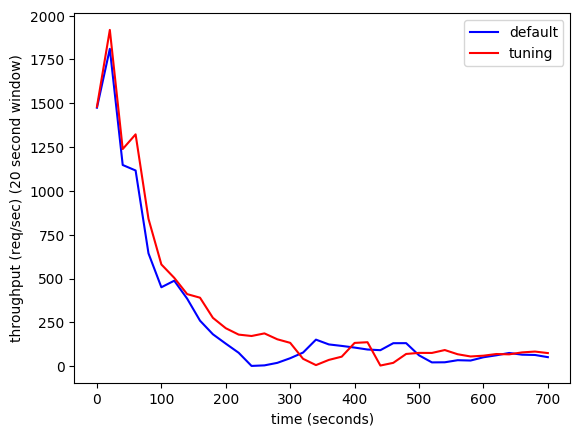 2000
1750
1500
1250
1000
750
500
250
0
throughput (req/sec) (20 second window)
default
tuning
0 100 200 300 400 500 600 700
time (seconds)